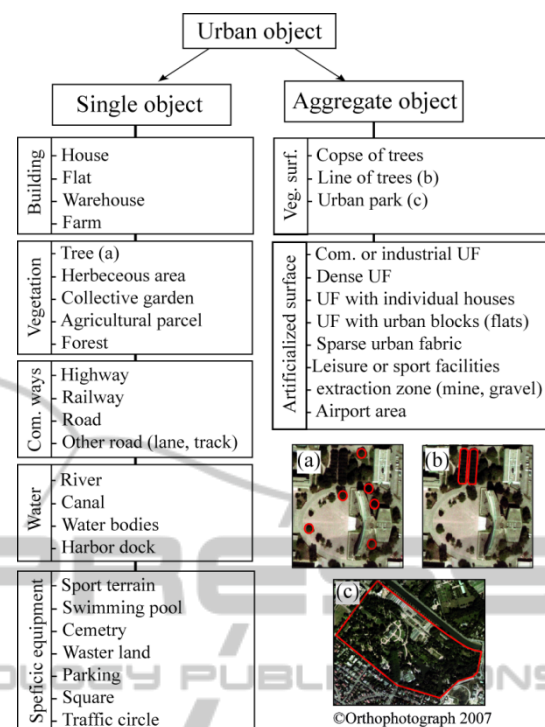 Urban object
Single object
Aggregate object
Building
- House
- Flat
- Warehouse
- Farm
Vegetation
- Tree (a)
- Herbeceous area
- Collective garden
- Agricultural parcel
- Forest
Com. ways
- Highway
- Railway
- Road
- Other road (lane, track)
Water
- River
- Canal
- Water bodies
- Harbor dock
Speficic equipment
- Sport terrain
- Swimming pool
- Cemetry
- Waster land
- Parking
- Square
- Traffic circle
Veg. surf.
- Copse of trees
- Line of trees (b)
- Urban park (c)
Artificialized surface
- Com. or industrial UF
- Dense UF
- UF with individual houses
- UF with urban blocks (flats)
- Sparse urban fabric
-Leisure or sport facilities
- extraction zone (mine, gravel)
- Airport area
(a)
(b)
(c)
©Orthophotograph 2007